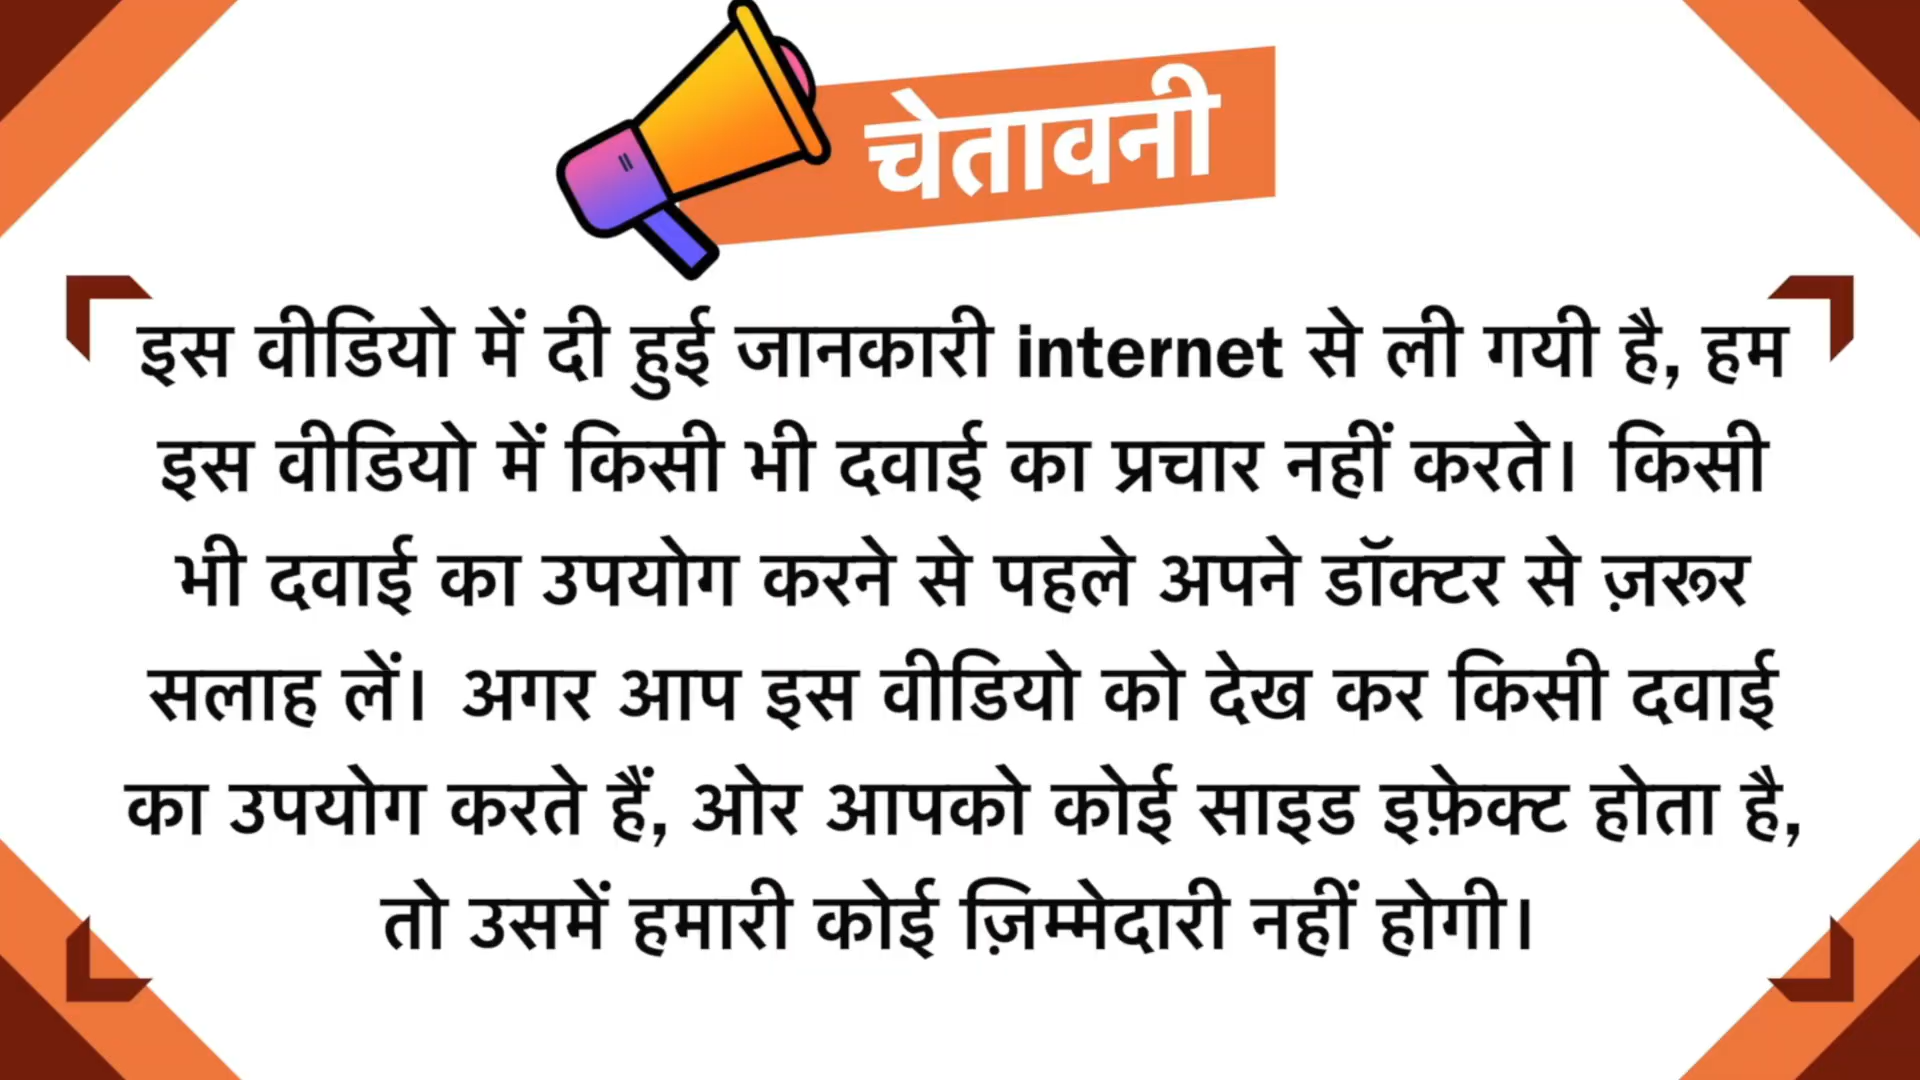 चेतावनी
इस वीडियो में दी हुई जानकारी internet से ली गयी है, हम
इस वीडियो में किसी भी दवाई का प्रचार नहीं करते। किसी
भी दवाई का उपयोग करने से पहले अपने डॉक्टर से ज़रूर
सलाह लें। अगर आप इस वीडियो को देख कर किसी दवाई
का उपयोग करते हैं, ओर आपको कोई साइड इफ़ेक्ट होता है,
तो उसमें हमारी कोई ज़िम्मेदारी नहीं होगी।